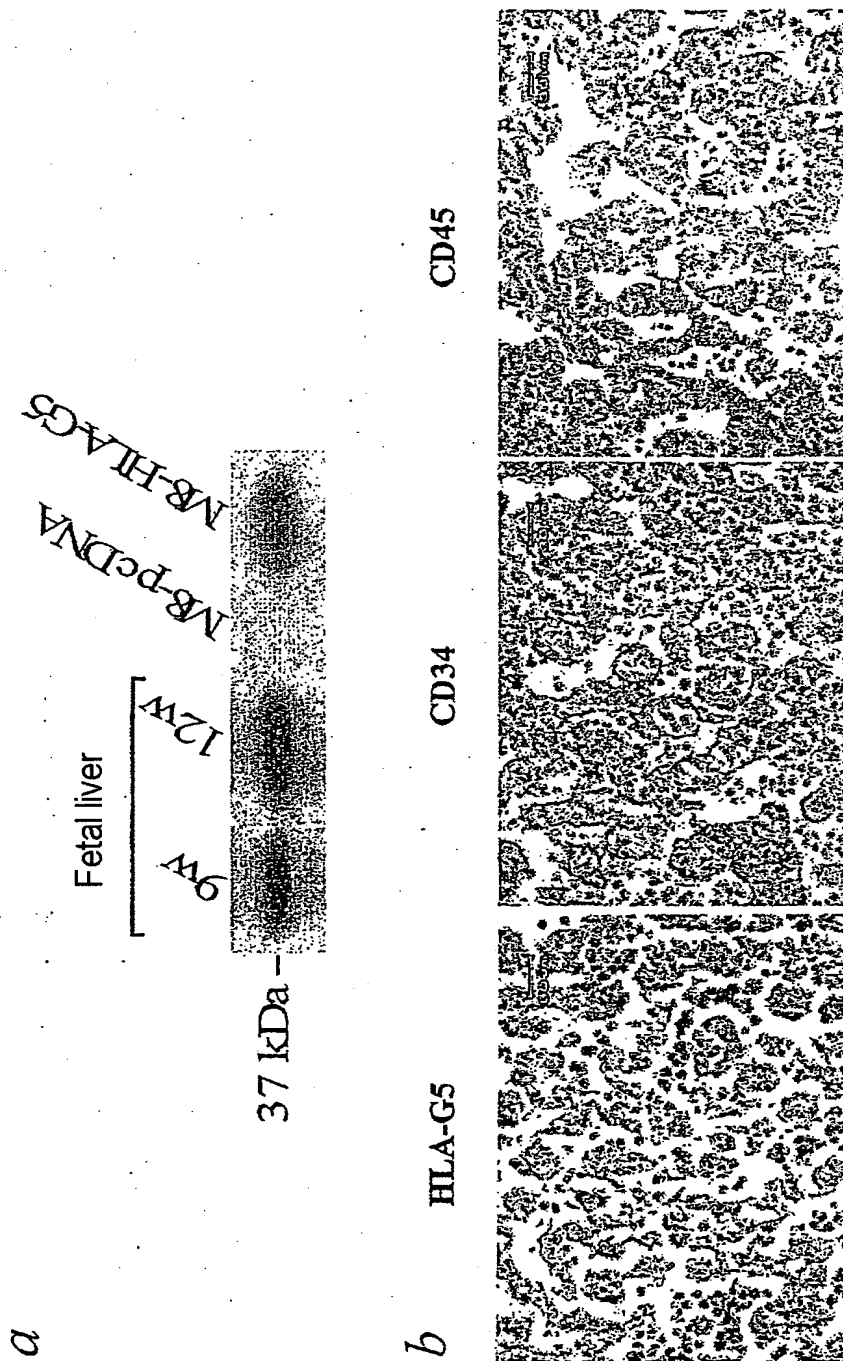 a
Fetal liver
9w
12w
M8-pcDNA
M8-HLA-G5
37 kDa –
b
HLA-G5
CD34
CD45